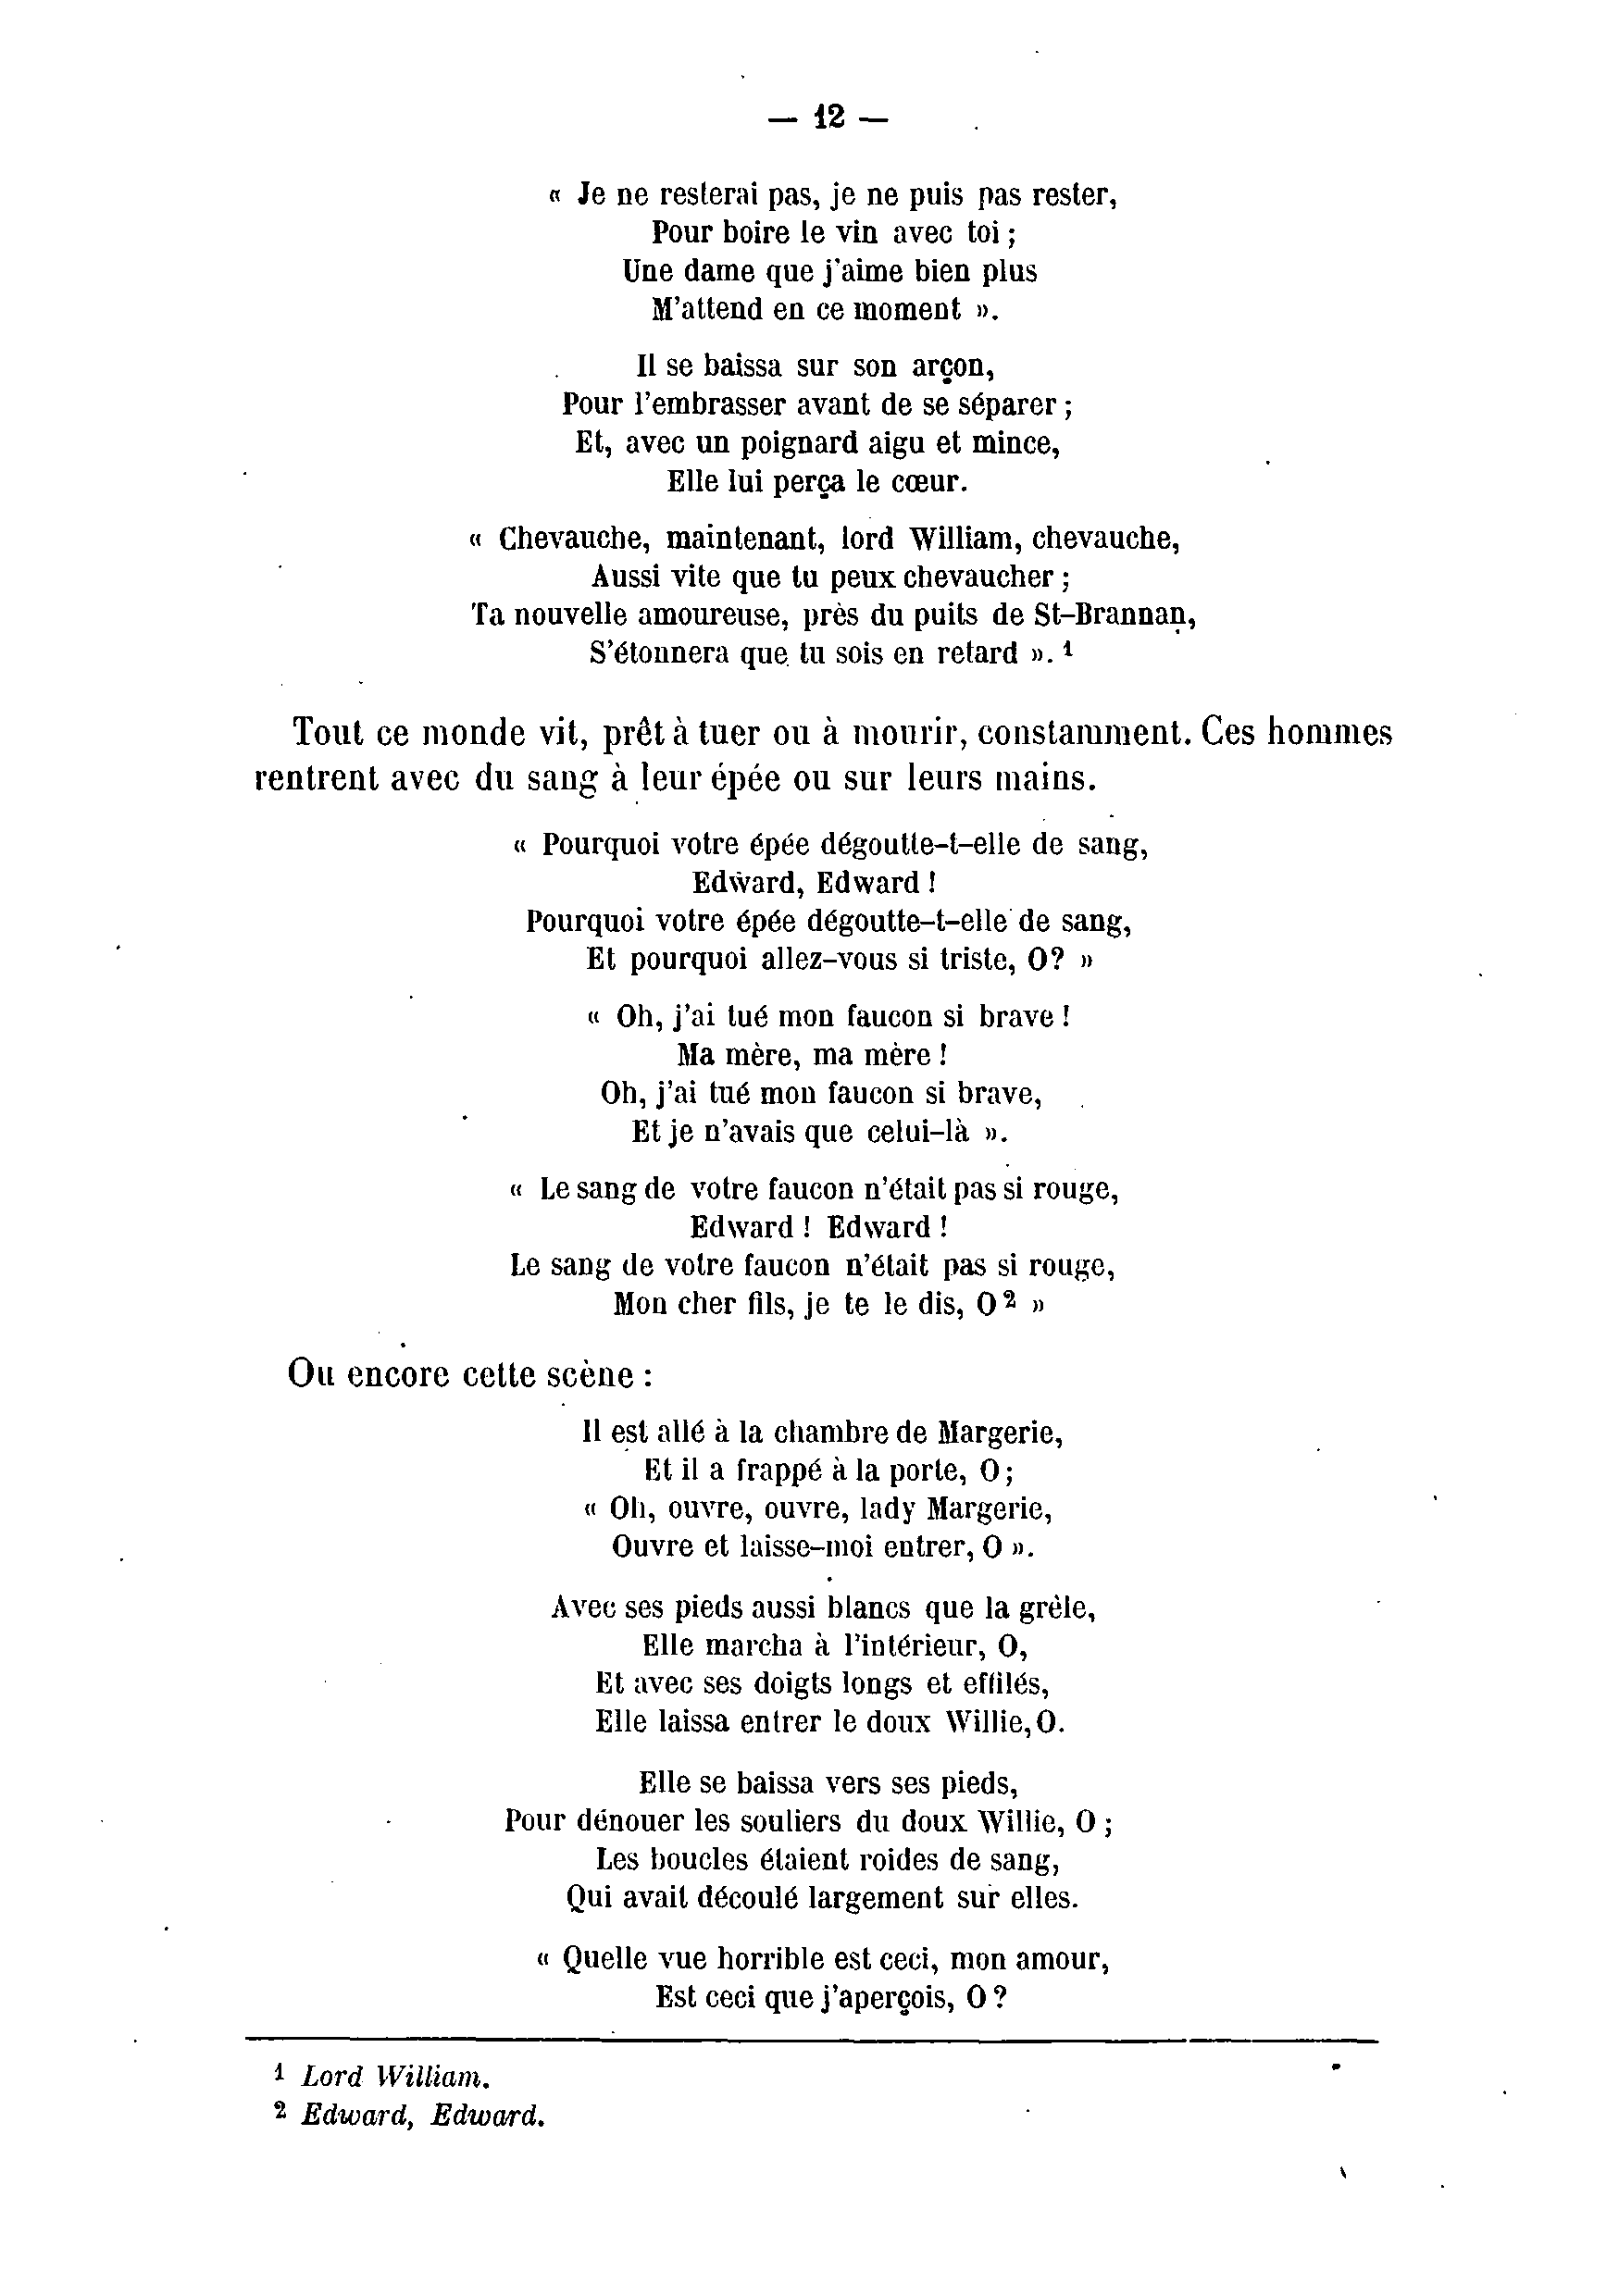 — 12 —
« Je ne resterai pas, je ne puis pas rester,
Pour boire le vin avec toi ;
Une dame que j'aime bien plus
M'attend en ce moment ».
Il se baissa sur son arçon,
Pour l'embrasser avant de se séparer ;
Et, avec un poignard aigu et mince,
Elle lui perça le cœur.
« Chevauche, maintenant, lord William, chevauche,
Aussi vite que tu peux chevaucher ;
Ta nouvelle amoureuse, près du puits de St-Brannan,
S'étonnera que tu sois en retard ». 1
Tout ce monde vit, prêt à tuer ou à mourir, constamment. Ces hommes
rentrent avec du sang à leur épée ou sur leurs mains.
« Pourquoi votre épée dégoutte-t-elle de sang,
Edward, Edward !
Pourquoi votre épée dégoutte-t-elle de sang,
Et pourquoi allez-vous si triste, O? »
« Oh, j'ai tué mon faucon si brave !
Ma mère, ma mère !
Oh, j'ai tué mon faucon si brave,
Et je n'avais que celui-là ».
« Le sang de votre faucon n'était pas si rouge,
Edward ! Edward !
Le sang de votre faucon n'était pas si rouge,
Mon cher fils, je te le dis, O 2 »
Ou encore cette scène :
Il est allé à la chambre de Margerie,
Et il a frappé à la porte, O ;
« Oh, ouvre, ouvre, lady Margerie,
Ouvre et laisse-moi entrer, O ».
Avec ses pieds aussi blancs que la grêle,
Elle marcha à l'intérieur, O,
Et avec ses doigts longs et effilés,
Elle laissa entrer le doux Willie, O.
Elle se baissa vers ses pieds,
Pour dénouer les souliers du doux Willie, O ;
Les boucles étaient roides de sang,
Qui avait découlé largement sur elles.
« Quelle vue horrible est ceci, mon amour,
Est ceci que j'aperçois, O ?
1 Lord William.
2 Edward, Edward.